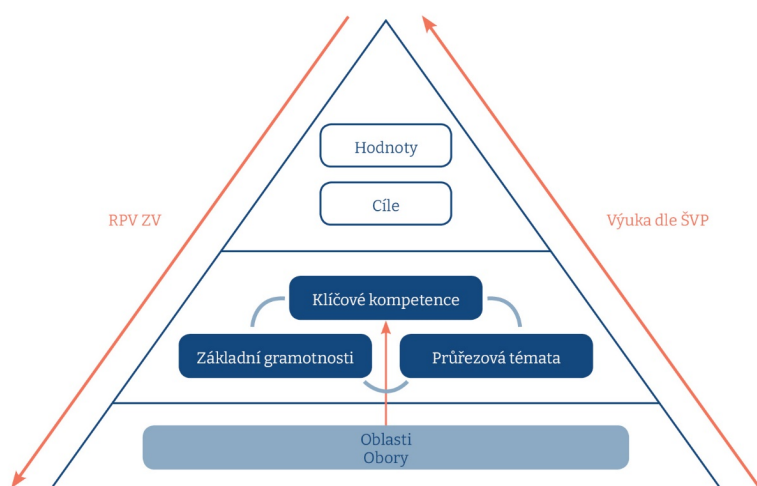 Hodnoty
Cíle
RPV ZV
Výuka dle ŠVP
Klíčové kompetence
Základní gramotnosti
Průřezová témata
Oblasti
Obory